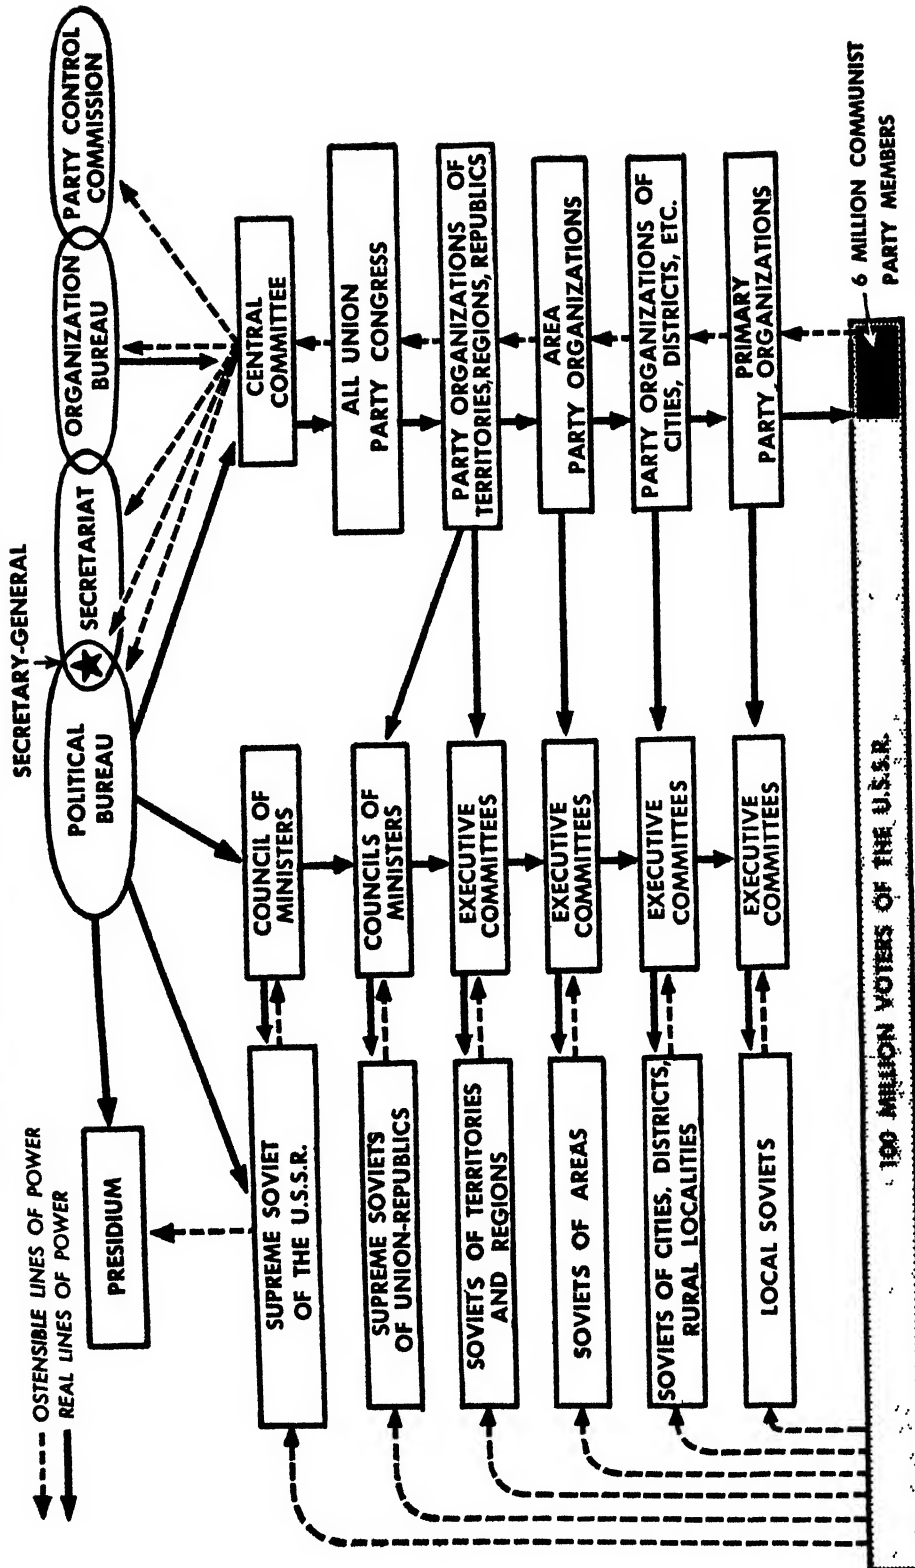 OSTENSIBLE LINES OF POWER
REAL LINES OF POWER
SECRETARY-GENERAL
POLITICAL
BUREAU
SECRETARIAT
ORGANIZATION
BUREAU
PARTY CONTROL
COMMISSION
PRESIDIUM
SUPREME SOVIET
OF THE U.S.S.R.
COUNCIL OF
MINISTERS
CENTRAL
COMMITTEE
ALL UNION
PARTY CONGRESS
SUPREME SOVIETS
OF UNION-REPUBLICS
COUNCILS OF
MINISTERS
PARTY ORGANIZATIONS OF
TERRITORIES, REGIONS, REPUBLICS
SOVIETS OF TERRITORIES
AND REGIONS
EXECUTIVE
COMMITTEES
AREA
PARTY ORGANIZATIONS
SOVIETS OF AREAS
EXECUTIVE
COMMITTEES
PARTY ORGANIZATIONS OF
CITIES, DISTRICTS, ETC.
SOVIETS OF CITIES, DISTRICTS,
RURAL LOCALITIES
EXECUTIVE
COMMITTEES
PRIMARY
PARTY ORGANIZATIONS
LOCAL SOVIETS
EXECUTIVE
COMMITTEES
6 MILLION COMMUNIST
PARTY MEMBERS
100 MILLION VOTERS OF THE U.S.S.R.